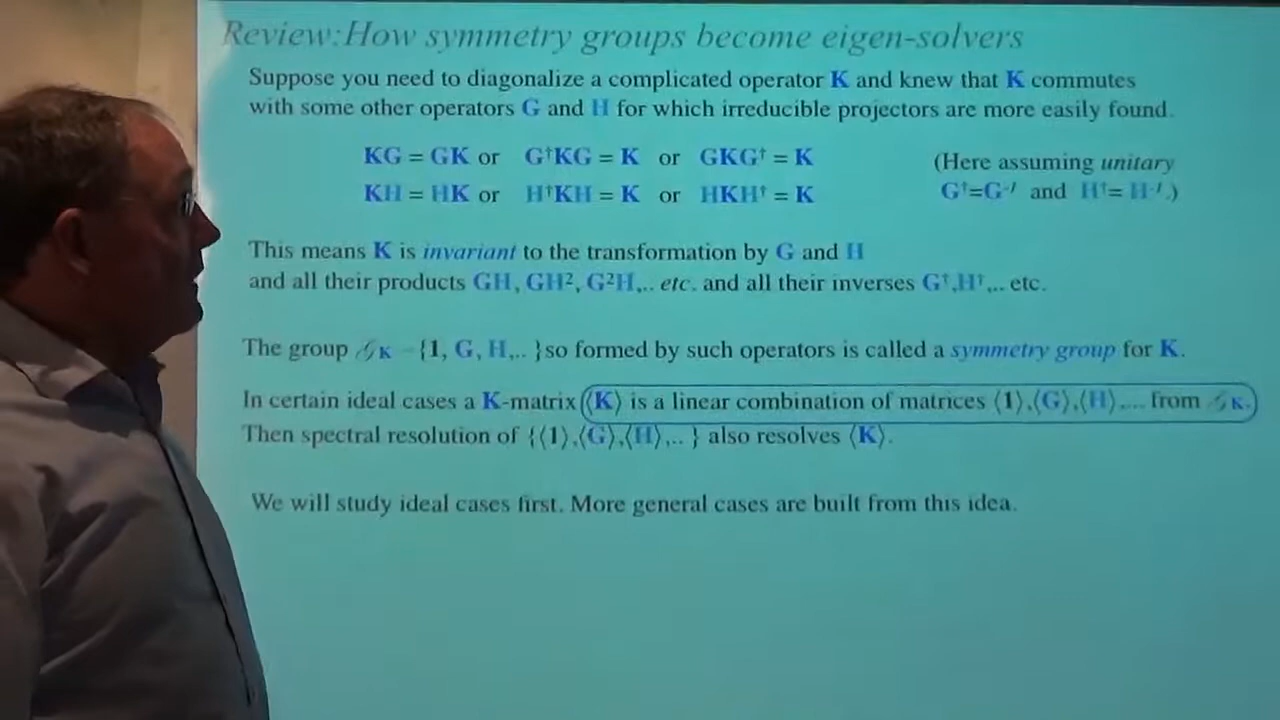 Review:How symmetry groups become eigen-solvers
Suppose you need to diagonalize a complicated operator K and knew that K commutes
with some other operators G and H for which irreducible projectors are more easily found.
KG = GK or G†KG = K or GKG† = K (Here assuming unitary
KH = HK or H†KH = K or HKH† = K G†=G⁻¹ and H†= H⁻¹.)
This means K is invariant to the transformation by G and H
and all their products GH, GH², G²H,.. etc. and all their inverses G†,H†,.. etc.
The group 𝒢K = {1, G, H,.. }so formed by such operators is called a symmetry group for K.
In certain ideal cases a K-matrix ⟨K⟩ is a linear combination of matrices ⟨1⟩,⟨G⟩,⟨H⟩,.... from 𝒢K.
Then spectral resolution of {⟨1⟩,⟨G⟩,⟨H⟩,.. } also resolves ⟨K⟩.
We will study ideal cases first. More general cases are built from this idea.